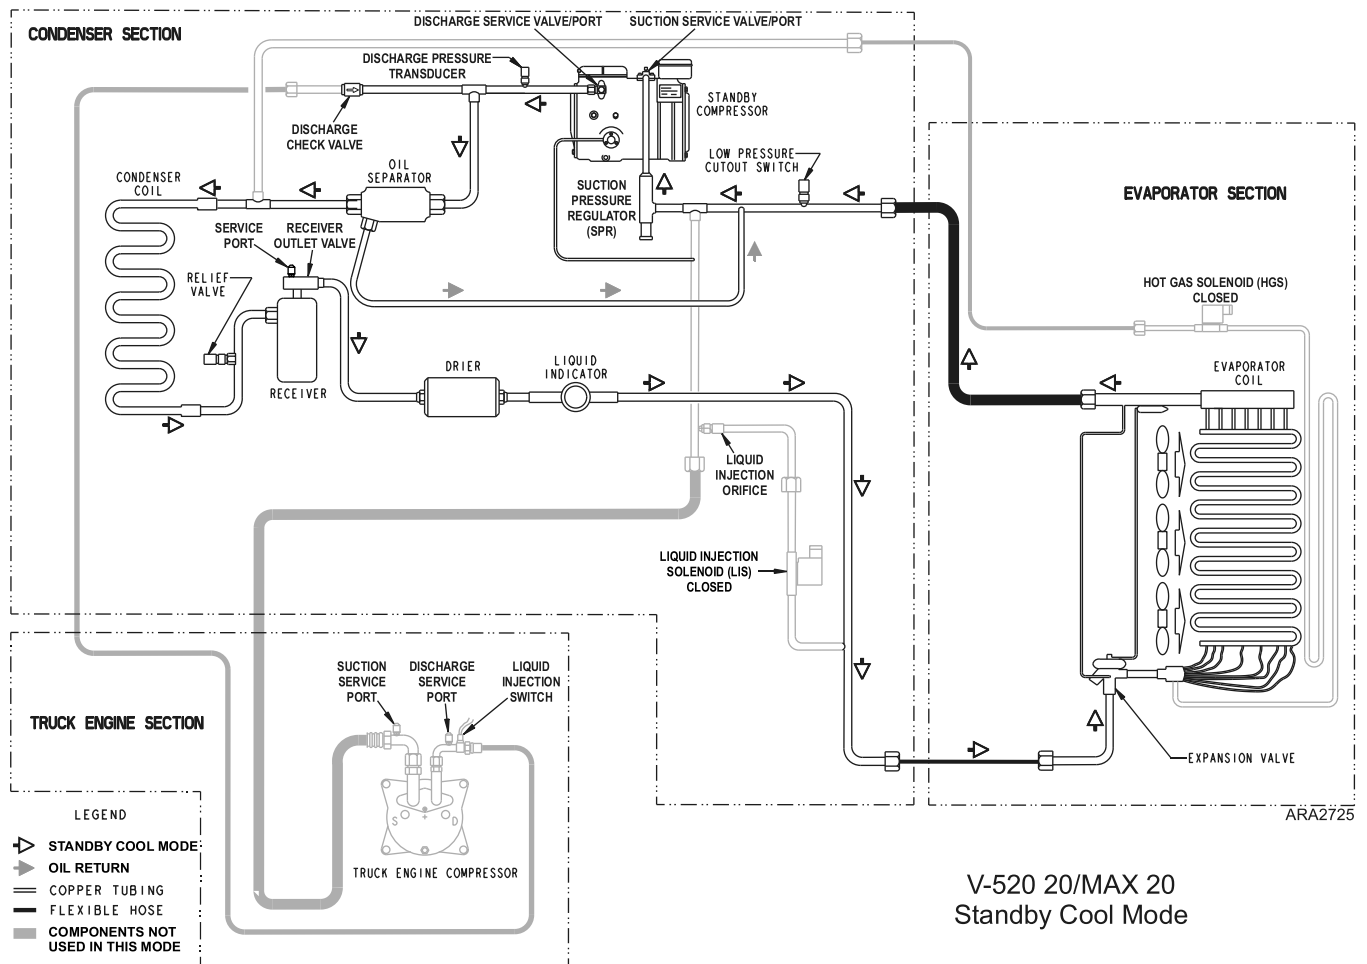 CONDENSER SECTION
DISCHARGE SERVICE VALVE/PORT
SUCTION SERVICE VALVE/PORT
DISCHARGE PRESSURE
TRANSDUCER
STANDBY
COMPRESSOR
DISCHARGE
CHECK VALVE
OIL
SEPARATOR
LOW PRESSURE
CUTOUT SWITCH
CONDENSER
COIL
SUCTION
PRESSURE
REGULATOR
(SPR)
EVAPORATOR SECTION
SERVICE
PORT
RECEIVER
OUTLET VALVE
RELIEF
VALVE
HOT GAS SOLENOID (HGS)
CLOSED
DRIER
LIQUID
INDICATOR
EVAPORATOR
COIL
RECEIVER
LIQUID
INJECTION
ORIFICE
LIQUID INJECTION
SOLENOID (LIS)
CLOSED
SUCTION
SERVICE
PORT
DISCHARGE
SERVICE
PORT
LIQUID
INJECTION
SWITCH
TRUCK ENGINE SECTION
EXPANSION VALVE
S
D
TRUCK ENGINE COMPRESSOR
ARA2725
LEGEND
STANDBY COOL MODE
OIL RETURN
COPPER TUBING
FLEXIBLE HOSE
COMPONENTS NOT
USED IN THIS MODE
V-520 20/MAX 20
Standby Cool Mode